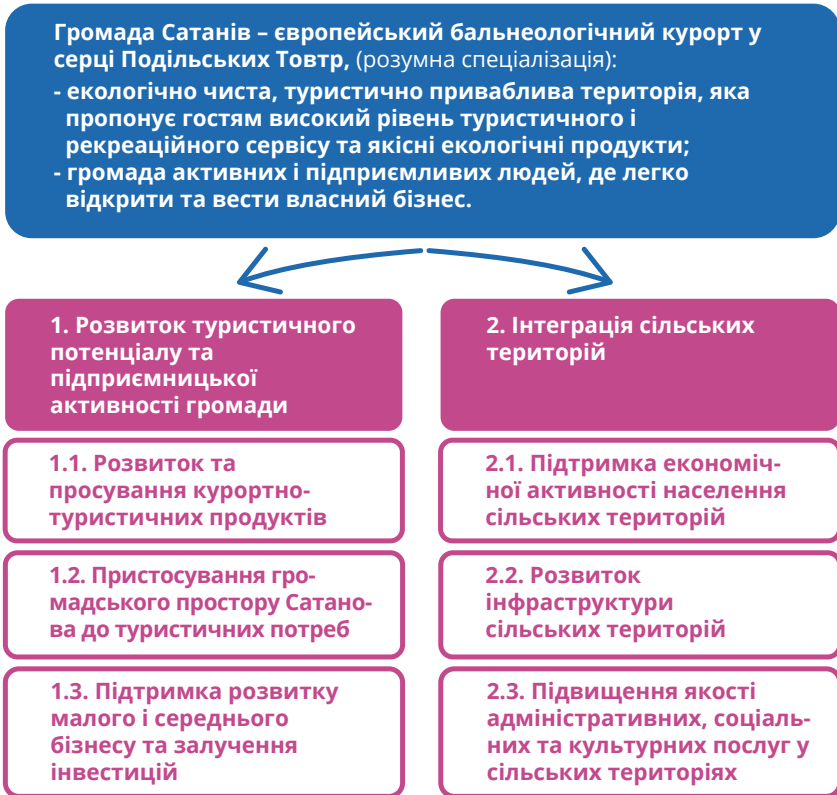 Громада Сатанів – європейський бальнеологічний курорт у
серці Подільських Товтр, (розумна спеціалізація):
- екологічно чиста, туристично приваблива територія, яка
пропонує гостям високий рівень туристичного і
рекреаційного сервісу та якісні екологічні продукти;
- громада активних і підприємливих людей, де легко
відкрити та вести власний бізнес.
1. Розвиток туристичного
потенціалу та
підприємницької
активності громади
1.1. Розвиток та
просування курортно-
туристичних продуктів
1.2. Пристосування гро-
мадського простору Сатано-
ва до туристичних потреб
1.3. Підтримка розвитку
малого і середнього
бізнесу та залучення
інвестицій
2. Інтеграція сільських
територій
2.1. Підтримка економіч-
ної активності населення
сільських територій
2.2. Розвиток
інфраструктури
сільських територій
2.3. Підвищення якості
адміністративних, соціаль-
них та культурних послуг у
сільських територіях